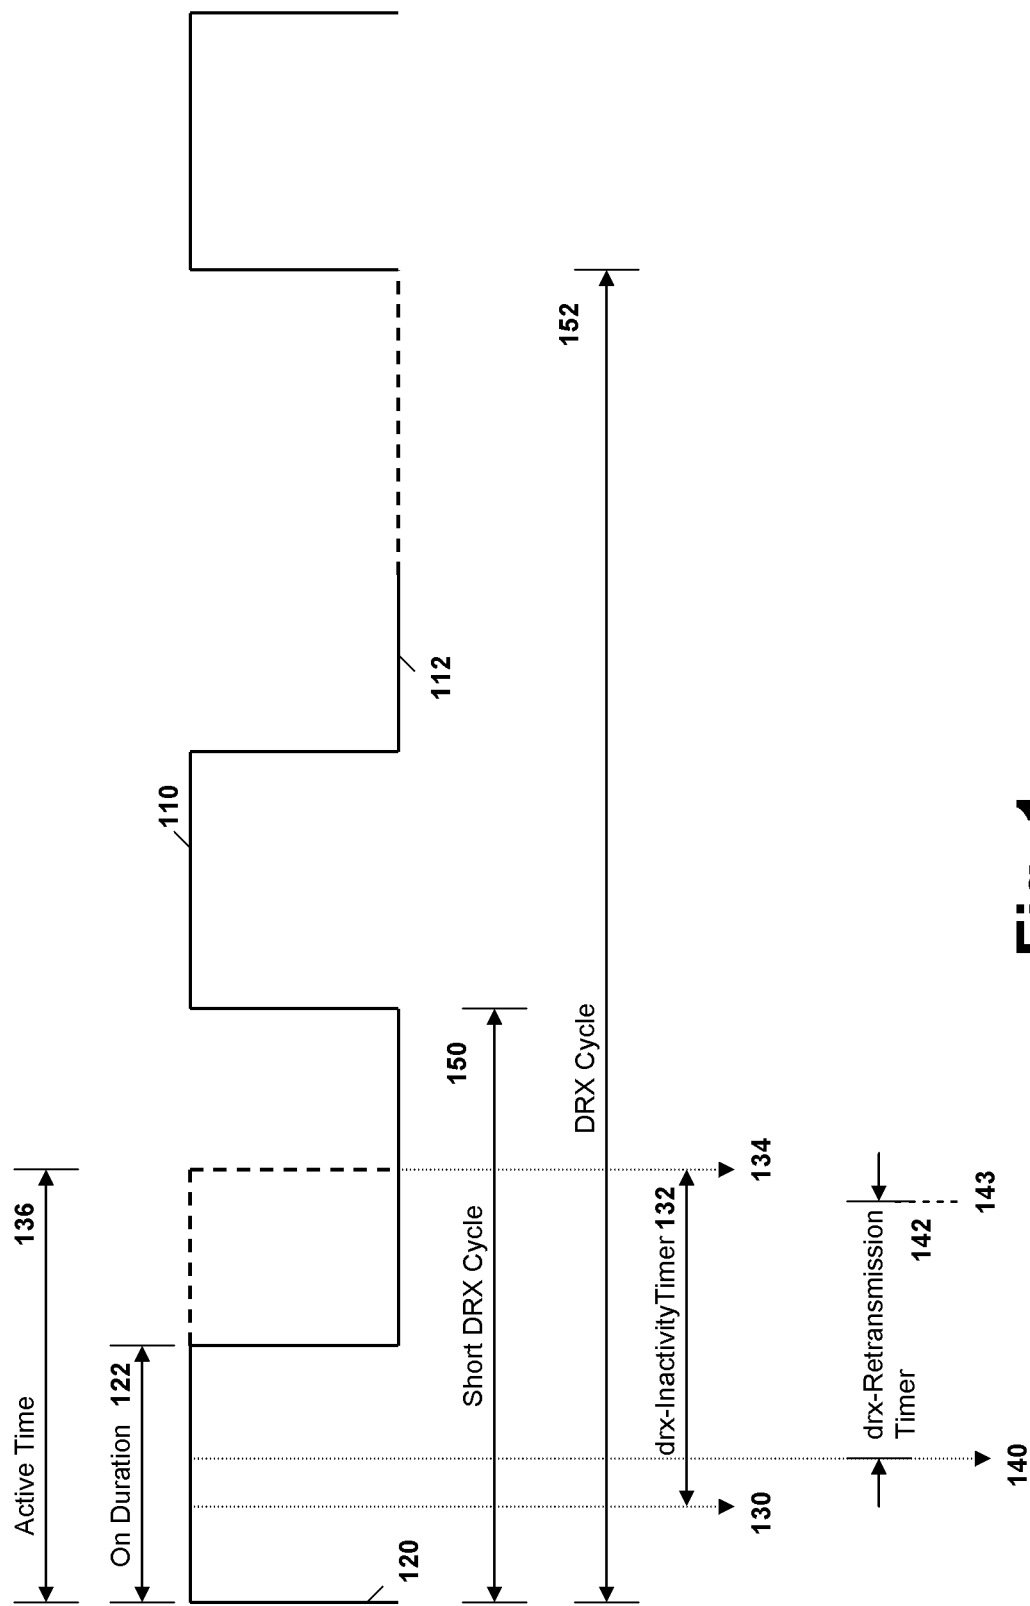 Active Time
136
On Duration 122
110
120
112
Short DRX Cycle
150
DRX Cycle
152
drx-InactivityTimer 132
130
134
drx-Retransmission
Timer
142
140
143